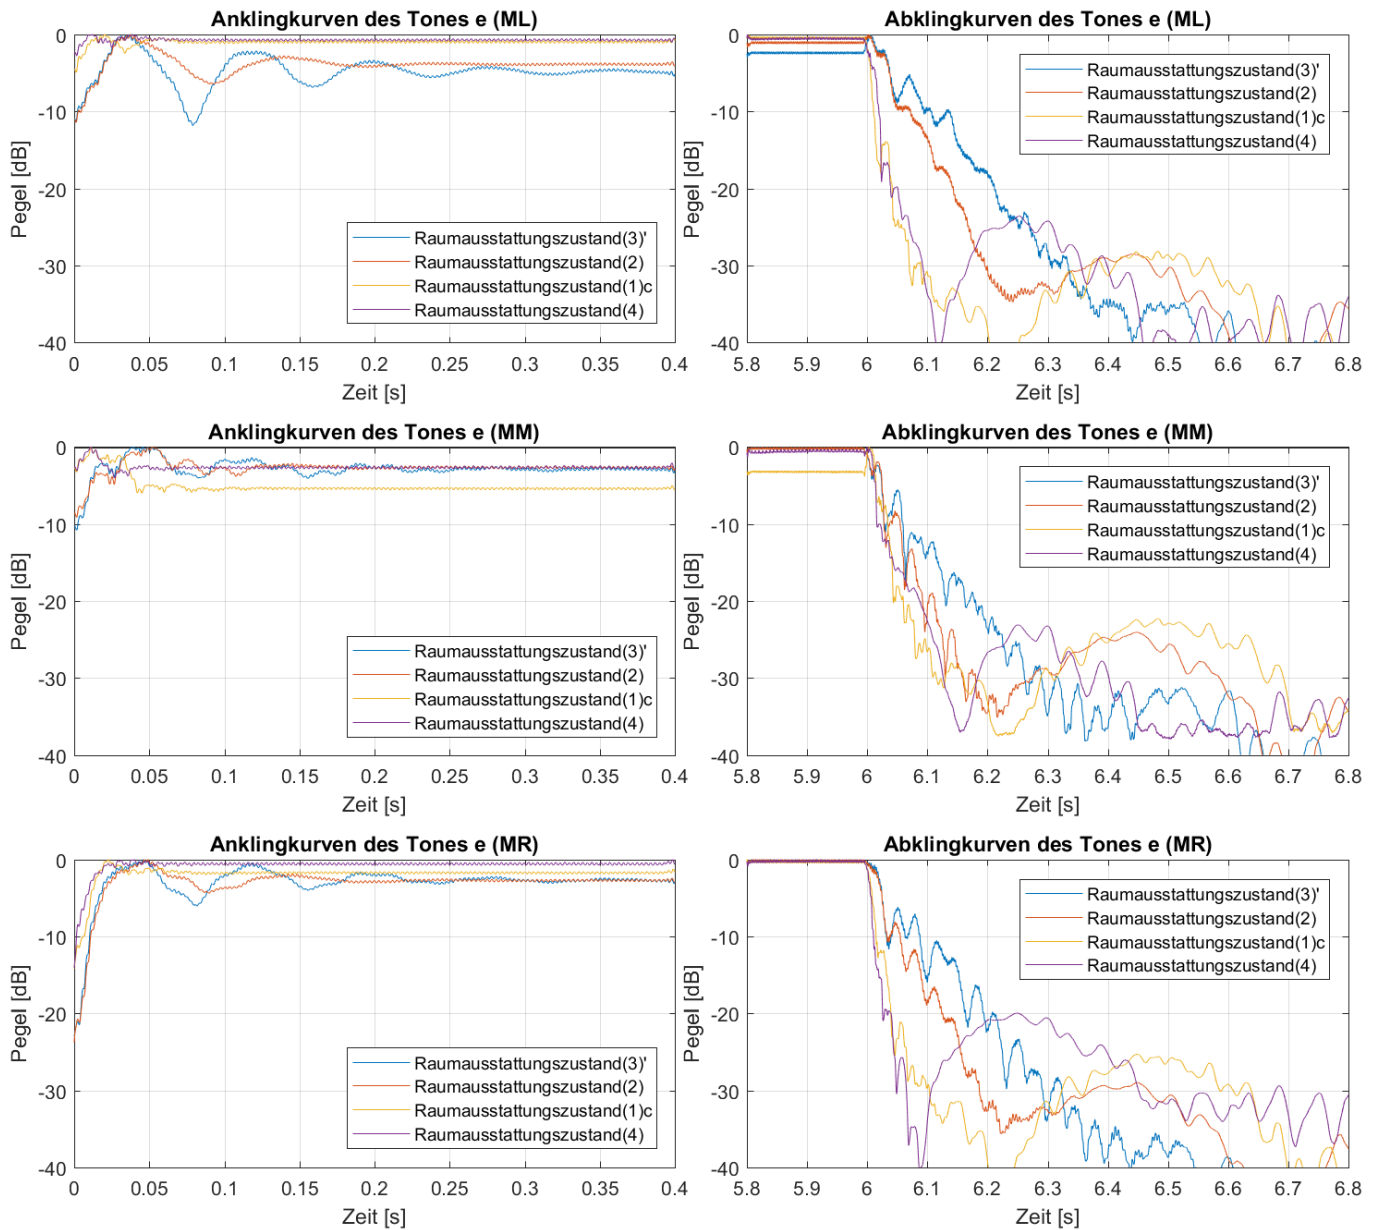 Anklingkurven des Tones e (ML)
0
-10
-20
-30
-40
Pegel [dB]
Raumausstattungszustand(3)'
Raumausstattungszustand(2)
Raumausstattungszustand(1)c
Raumausstattungszustand(4)
0 0.05 0.1 0.15 0.2 0.25 0.3 0.35 0.4
Zeit [s]
Abklingkurven des Tones e (ML)
0
-10
-20
-30
-40
Pegel [dB]
Raumausstattungszustand(3)'
Raumausstattungszustand(2)
Raumausstattungszustand(1)c
Raumausstattungszustand(4)
5.8 5.9 6 6.1 6.2 6.3 6.4 6.5 6.6 6.7 6.8
Zeit [s]
Anklingkurven des Tones e (MM)
0
-10
-20
-30
-40
Pegel [dB]
Raumausstattungszustand(3)'
Raumausstattungszustand(2)
Raumausstattungszustand(1)c
Raumausstattungszustand(4)
0 0.05 0.1 0.15 0.2 0.25 0.3 0.35 0.4
Zeit [s]
Abklingkurven des Tones e (MM)
0
-10
-20
-30
-40
Pegel [dB]
Raumausstattungszustand(3)'
Raumausstattungszustand(2)
Raumausstattungszustand(1)c
Raumausstattungszustand(4)
5.8 5.9 6 6.1 6.2 6.3 6.4 6.5 6.6 6.7 6.8
Zeit [s]
Anklingkurven des Tones e (MR)
0
-10
-20
-30
-40
Pegel [dB]
Raumausstattungszustand(3)'
Raumausstattungszustand(2)
Raumausstattungszustand(1)c
Raumausstattungszustand(4)
0 0.05 0.1 0.15 0.2 0.25 0.3 0.35 0.4
Zeit [s]
Abklingkurven des Tones e (MR)
0
-10
-20
-30
-40
Pegel [dB]
Raumausstattungszustand(3)'
Raumausstattungszustand(2)
Raumausstattungszustand(1)c
Raumausstattungszustand(4)
5.8 5.9 6 6.1 6.2 6.3 6.4 6.5 6.6 6.7 6.8
Zeit [s]